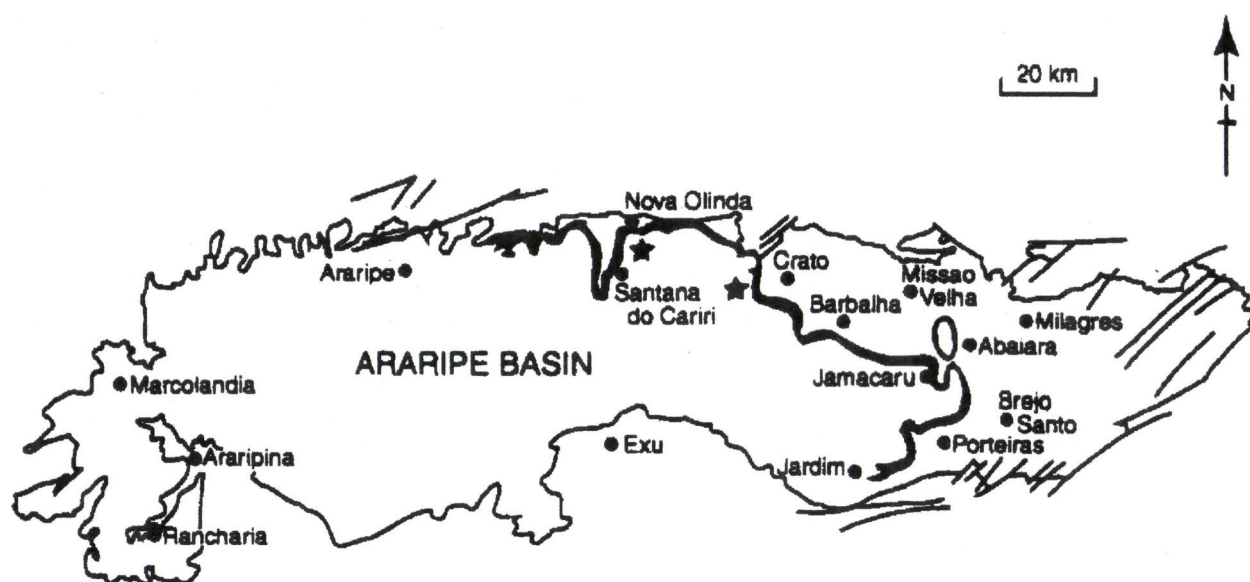 20 km
N
Nova Olinda
Araripe
Santana
do Cariri
Crato
Missao
Velha
Barbalha
Milagres
Abaiara
ARARIPE BASIN
Marcolandia
Jamacaru
Brejo
Santo
Exu
Porteiras
Araripina
Jardim
Rancharia